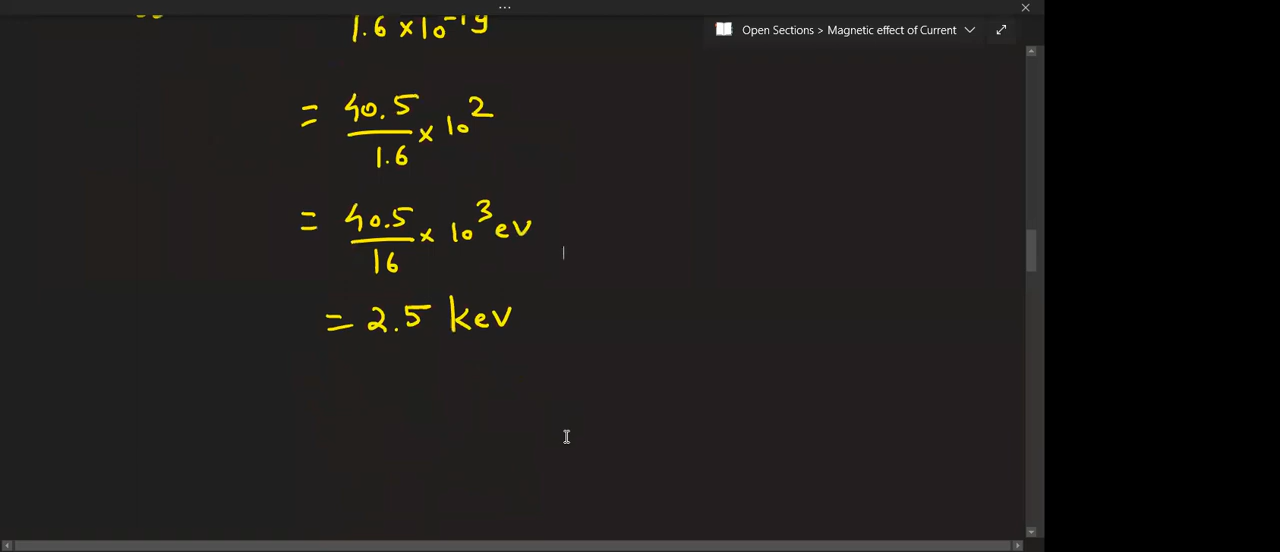 ...
Open Sections > Magnetic effect of Current
1.6 × 10⁻¹⁹
= 40.5/1.6 × 10²
= 40.5/16 × 10³ ev
= 2.5 kev